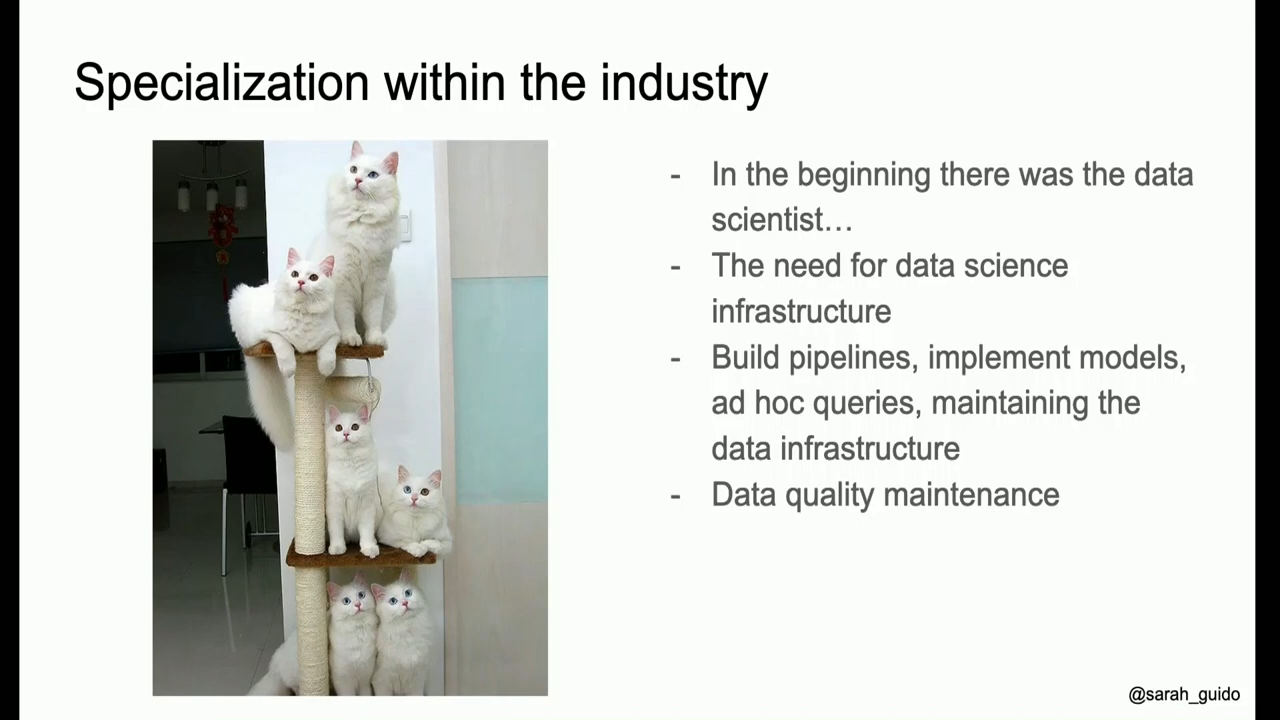 Specialization within the industry
- In the beginning there was the data
scientist…
- The need for data science
infrastructure
- Build pipelines, implement models,
ad hoc queries, maintaining the
data infrastructure
- Data quality maintenance
@sarah_guido